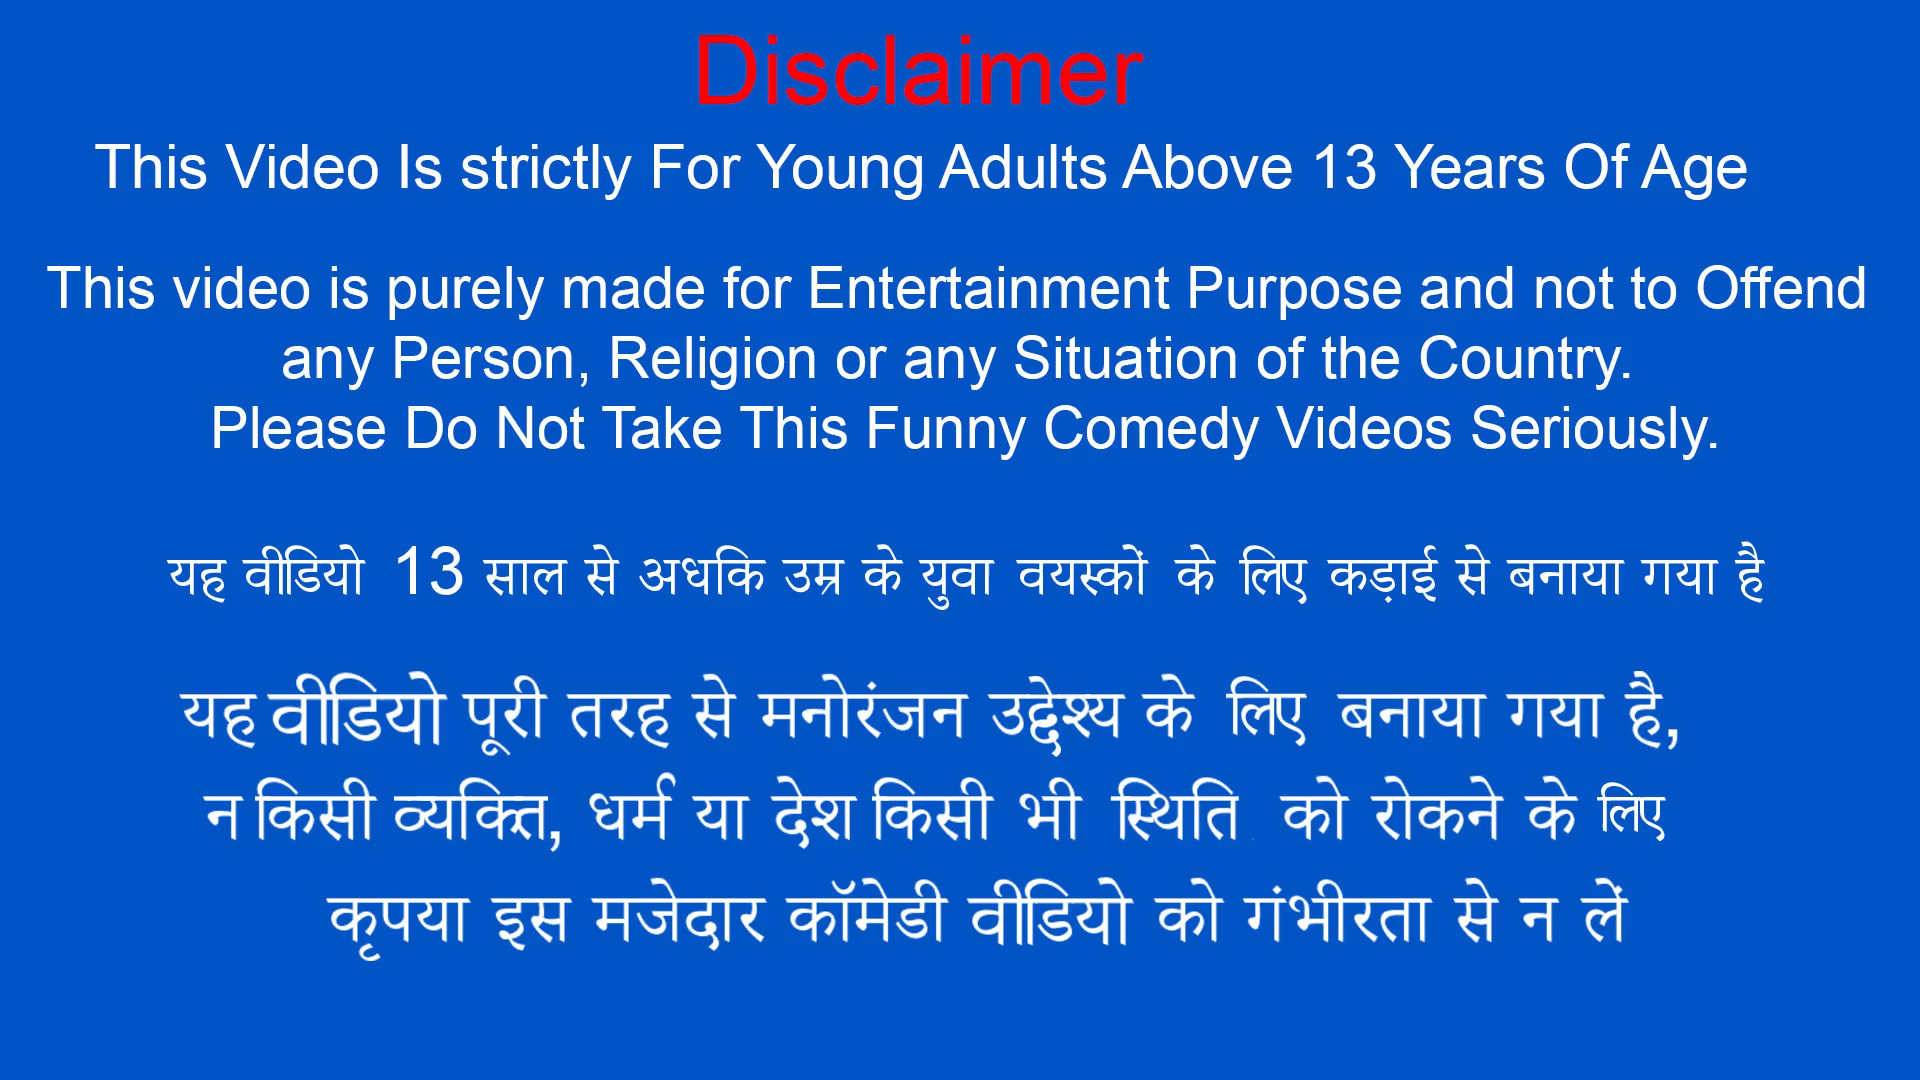 Disclaimer
This Video Is strictly For Young Adults Above 13 Years Of Age
This video is purely made for Entertainment Purpose and not to Offend
any Person, Religion or any Situation of the Country.
Please Do Not Take This Funny Comedy Videos Seriously.
यह वीडियो 13 साल से अधकि उम्र के युवा वयस्कों के लिए कड़ाई से बनाया गया है
यह वीडियो पूरी तरह से मनोरंजन उद्देश्य के लिए बनाया गया है,
न किसी व्यक्ति, धर्म या देश किसी भी स्थिति को रोकने के लिए
कृपया इस मजेदार कॉमेडी वीडियो को गंभीरता से न लें